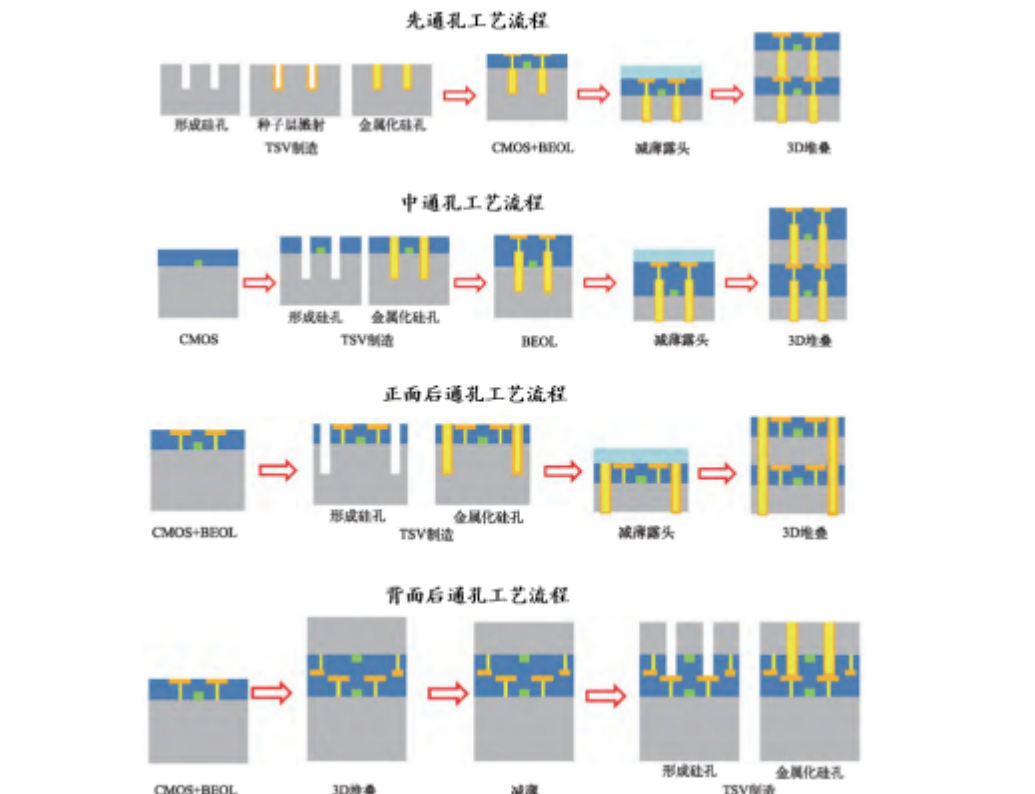 先通孔工艺流程
形成硅孔 种子层溅射 金属化硅孔
TSV制造 CMOS+BEOL 减薄露头 3D堆叠
中通孔工艺流程
形成硅孔 金属化硅孔
CMOS TSV制造 BEOL 减薄露头 3D堆叠
正面后通孔工艺流程
形成硅孔 金属化硅孔
CMOS+BEOL TSV制造 减薄露头 3D堆叠
背面后通孔工艺流程
形成硅孔 金属化硅孔
CMOS+BEOL 3D堆叠 减薄 TSV制造